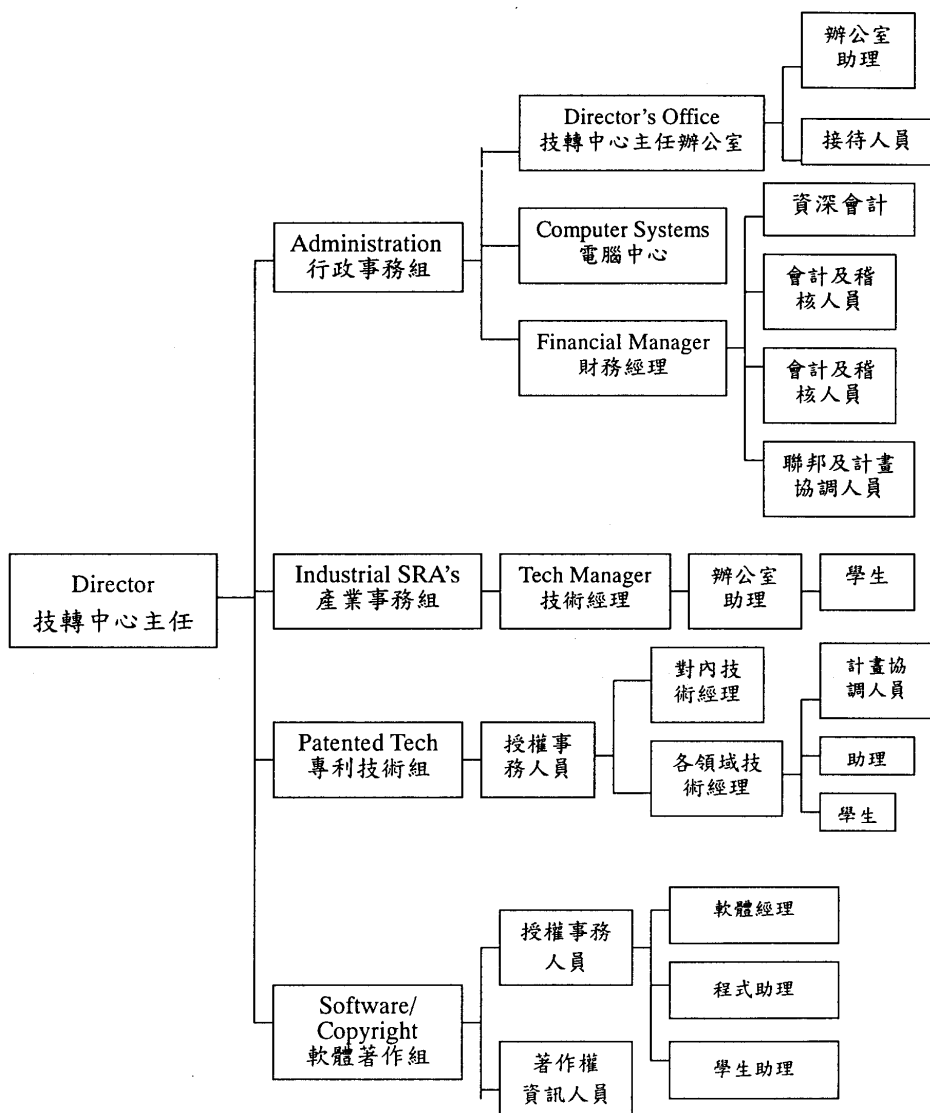 辦公室
助理
Director's Office
技轉中心主任辦公室
接待人員
資深會計
Administration
行政事務組
Computer Systems
電腦中心
會計及稽
核人員
Financial Manager
財務經理
會計及稽
核人員
聯邦及計畫
協調人員
Director
技轉中心主任
Industrial SRA's
產業事務組
Tech Manager
技術經理
辦公室
助理
學生
對內技
術經理
計畫協
調人員
Patented Tech
專利技術組
授權事
務人員
各領域技
術經理
助理
學生
授權事務
人員
軟體經理
程式助理
Software/
Copyright
軟體著作組
學生助理
著作權
資訊人員